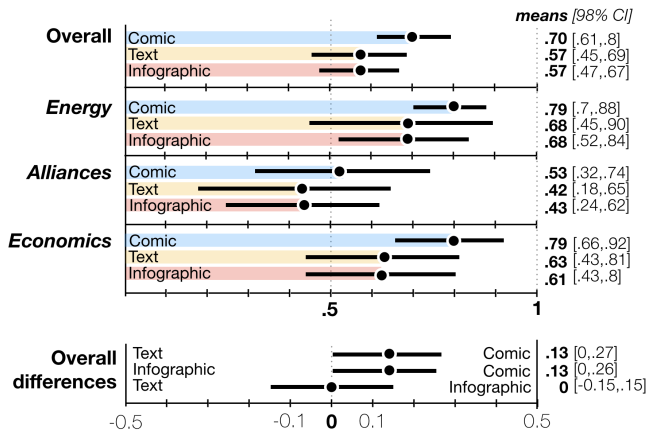 means [98% CI]
Overall
Comic .70 [.61,.8]
Text .57 [.45,.69]
Infographic .57 [.47,.67]
Energy
Comic .79 [.7,.88]
Text .68 [.45,.90]
Infographic .68 [.52,.84]
Alliances
Comic .53 [.32,.74]
Text .42 [.18,.65]
Infographic .43 [.24,.62]
Economics
Comic .79 [.66,.92]
Text .63 [.43,.81]
Infographic .61 [.43,.8]
.5 1
Overall differences
Text Comic .13 [0,.27]
Infographic Comic .13 [0,.26]
Text Infographic 0 [-0.15,.15]
-0.5 -0.1 0 0.1 0.5